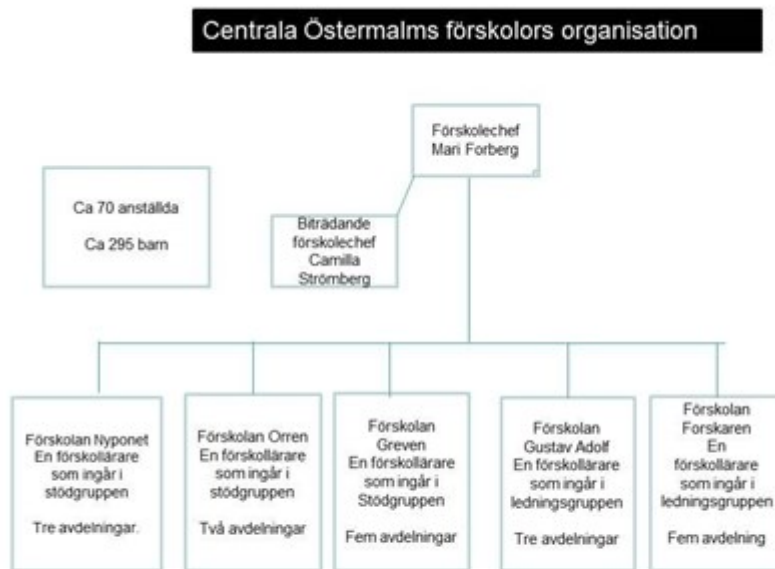 Centrala Östermalms förskolors organisation
Förskolechef
Mari Forberg
Ca 70 anställda
Ca 295 barn
Biträdande
förskolechef
Camilla
Strömberg
Förskolan Nyponet
En förskollärare
som ingår i
stödgruppen
Tre avdelningar.
Förskolan Orren
En förskollärare
som ingår i
stödgruppen
Två avdelningar
Förskolan
Greven
En förskollärare
som ingår i
Stödgruppen
Fem avdelningar
Förskolan
Gustav Adolf
En förskollärare
som ingår i
ledningsgruppen
Tre avdelningar
Förskolan
Forskaren
En
förskollärare
som ingår i
ledningsgruppen
Fem avdelning